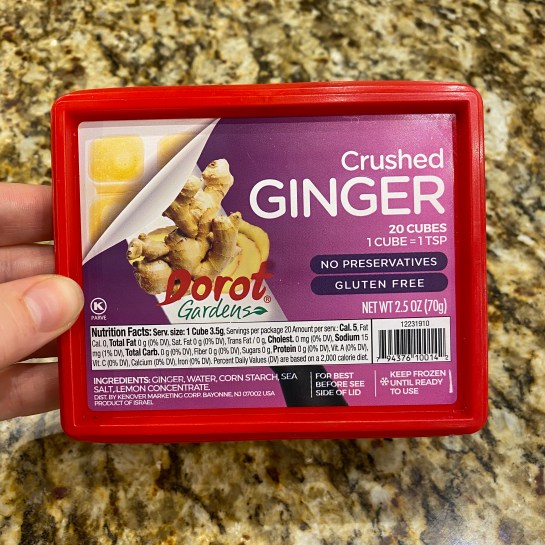 Crushed
GINGER
20 CUBES
1 CUBE = 1 TSP
NO PRESERVATIVES
GLUTEN FREE
NET WT 2.5 OZ (70g)
Dorot®
Gardens
K
PARVE
Nutrition Facts: Serv. size: 1 Cube 3.5g, Servings per package 20 Amount per serv.: Cal. 5, Fat
Cal. 0, Total Fat 0 g (0% DV), Sat. Fat 0 g (0% DV), Trans Fat / 0 g, Cholest. 0 mg (0% DV), Sodium 15
mg (1% DV), Total Carb. 0 g (0% DV), Fiber 0 g (0% DV), Sugars 0 g, Protein 0 g (0% DV), Vit. A (0% DV),
Vit. C (0% DV), Calcium (0% DV), Iron (0% DV). Percent Daily Values (DV) are based on a 2,000 calorie diet.
12231910
7 94376 10014 2
INGREDIENTS: GINGER, WATER, CORN STARCH, SEA
SALT, LEMON CONCENTRATE.
DIST. BY KENOVER MARKETING CORP. BAYONNE, NJ 07002 USA
PRODUCT OF ISRAEL
FOR BEST
BEFORE SEE
SIDE OF LID
KEEP FROZEN
UNTIL READY
TO USE